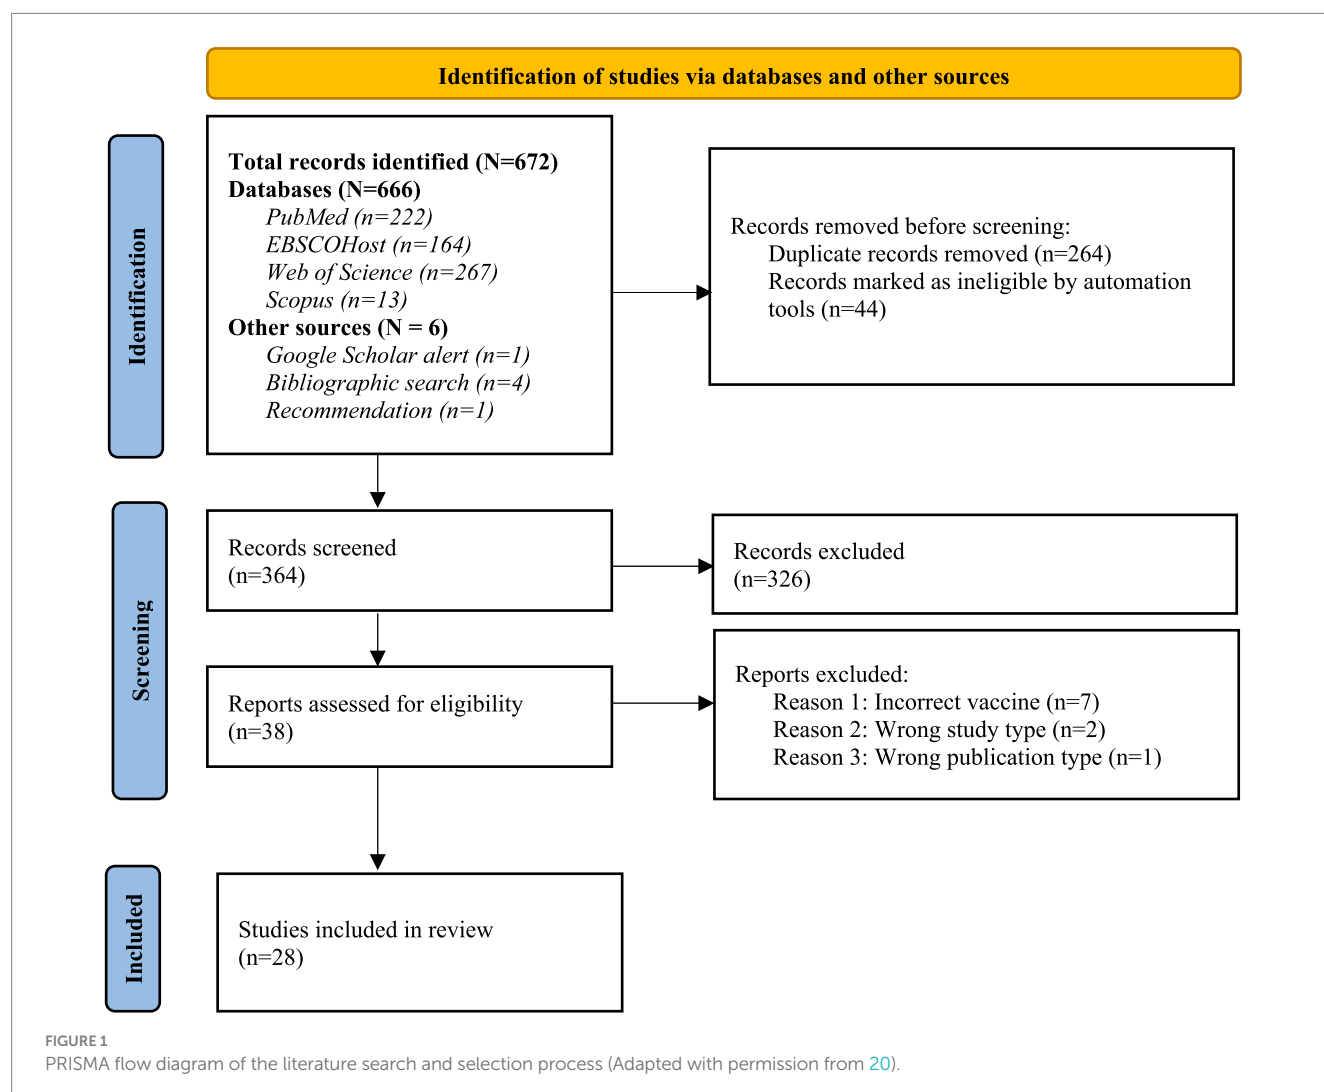 Identification of studies via databases and other sources
Identification
Total records identified (N=672)
Databases (N=666)
PubMed (n=222)
EBSCOHost (n=164)
Web of Science (n=267)
Scopus (n=13)
Other sources (N = 6)
Google Scholar alert (n=1)
Bibliographic search (n=4)
Recommendation (n=1)
Records removed before screening:
Duplicate records removed (n=264)
Records marked as ineligible by automation
tools (n=44)
Screening
Records screened
(n=364)
Records excluded
(n=326)
Reports assessed for eligibility
(n=38)
Reports excluded:
Reason 1: Incorrect vaccine (n=7)
Reason 2: Wrong study type (n=2)
Reason 3: Wrong publication type (n=1)
Included
Studies included in review
(n=28)
FIGURE 1
PRISMA flow diagram of the literature search and selection process (Adapted with permission from 20).